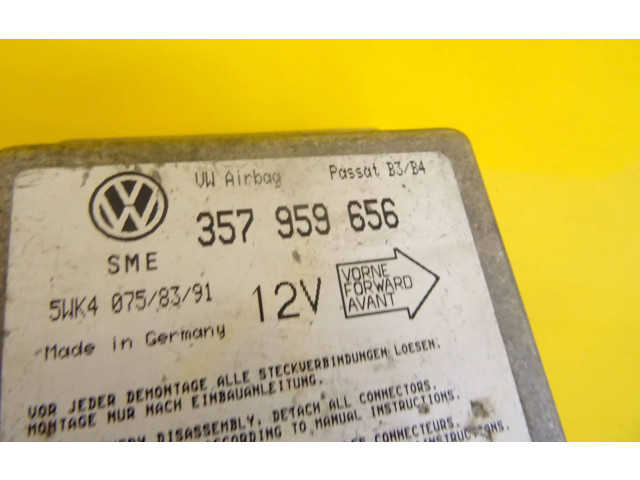 VW Airbag Passat B3/B4
357 959 656
SME
5WK4 075/83/91 12V
VORNE
FORWARD
AVANT
Made in Germany
VOR JEDER DEMONTAGE ALLE STECKVERBINDUNGEN LOESEN.
MONTAGE NUR NACH EINBAUANLEITUNG.
DISASSEMBLY, DETACH ALL CONNECTORS.
ACCORDING TO MANUAL INSTRUCTIONS.
CONNECTEURS.
INSTRUCTIONS.